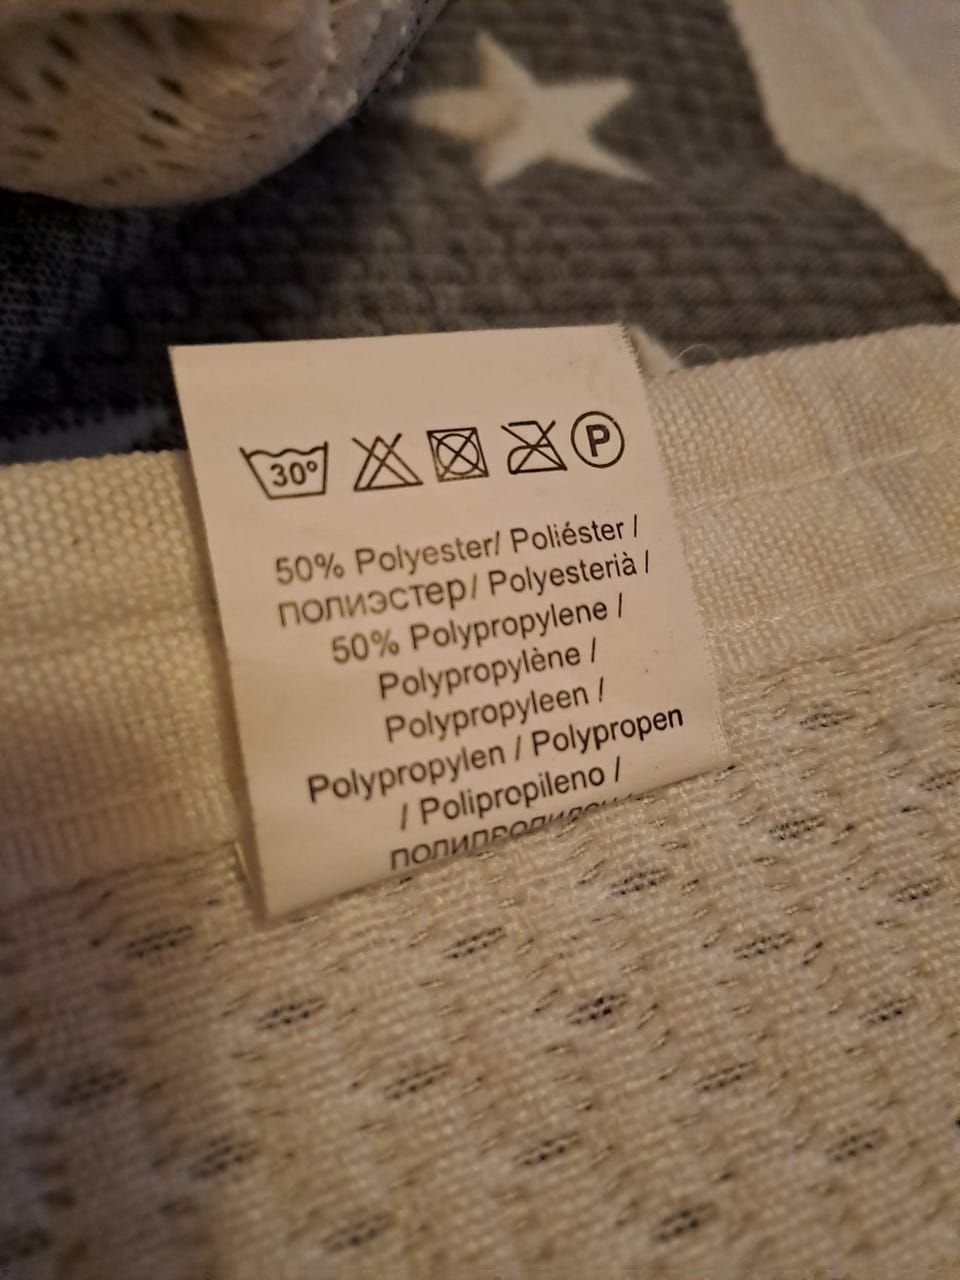 30°
P
50% Polyester/ Poliéster /
полиэстер/ Polyesterià /
50% Polypropylene /
Polypropylène /
Polypropyleen /
Polypropylen / Polypropen
/ Polipropileno /